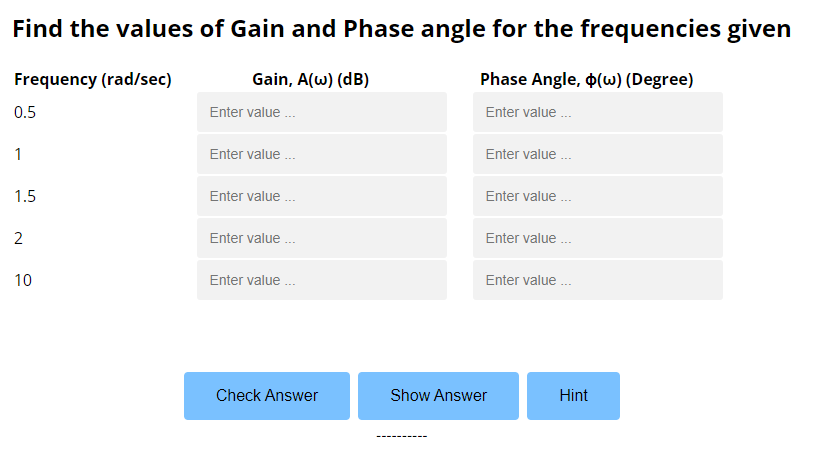 Find the values of Gain and Phase angle for the frequencies given
Frequency (rad/sec) Gain, A(ω) (dB) Phase Angle, ϕ(ω) (Degree)
0.5 Enter value ... Enter value ...
1 Enter value ... Enter value ...
1.5 Enter value ... Enter value ...
2 Enter value ... Enter value ...
10 Enter value ... Enter value ...
Check Answer Show Answer Hint
----------